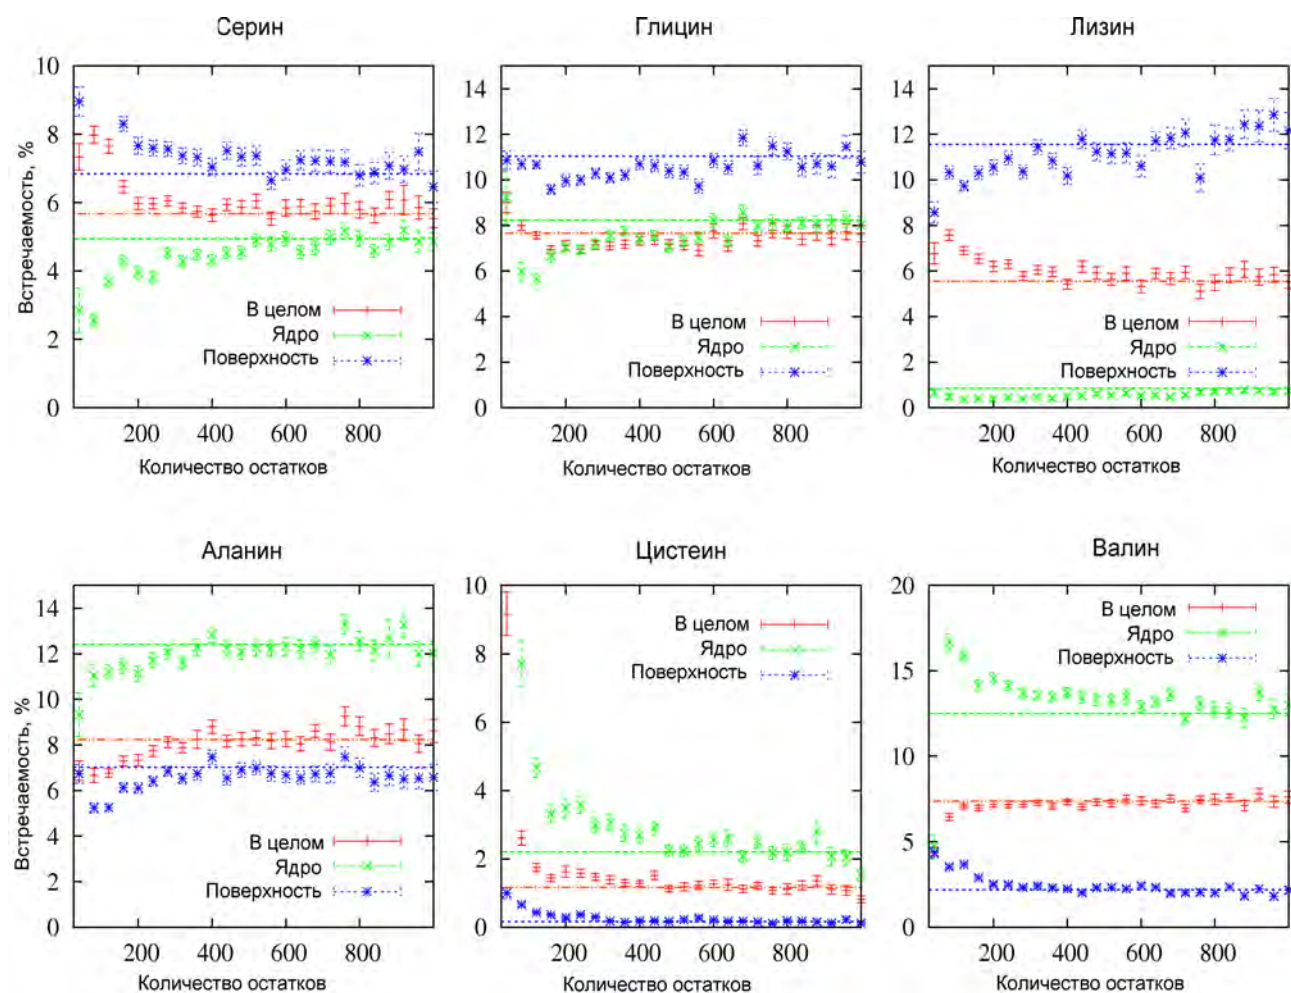 Серин
Глицин
Лизин
Встречаемость, %
10
8
6
4
2
0
200
400
600
800
Количество остатков
В целом
Ядро
Поверхность
14
12
10
8
6
4
2
0
200
400
600
800
Количество остатков
В целом
Ядро
Поверхность
14
12
10
8
6
4
2
0
200
400
600
800
Количество остатков
В целом
Ядро
Поверхность
Аланин
Цистеин
Валин
Встречаемость, %
14
12
10
8
6
4
2
0
200
400
600
800
Количество остатков
В целом
Ядро
Поверхность
10
8
6
4
2
0
200
400
600
800
Количество остатков
В целом
Ядро
Поверхность
20
15
10
5
0
200
400
600
800
Количество остатков
В целом
Ядро
Поверхность